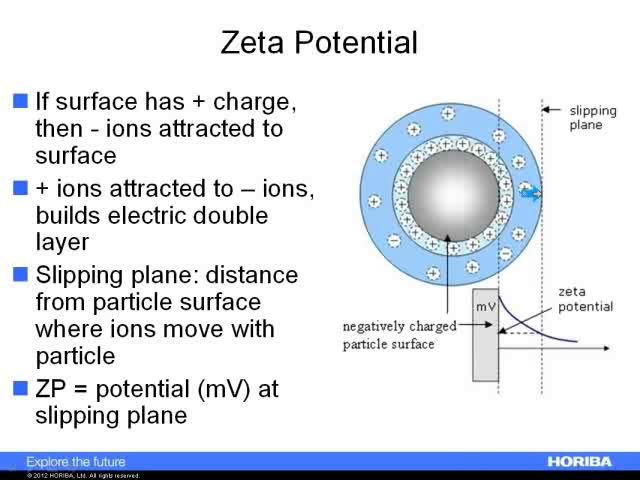 Zeta Potential
If surface has + charge,
then - ions attracted to
surface
+ ions attracted to – ions,
builds electric double
layer
Slipping plane: distance
from particle surface
where ions move with
particle
ZP = potential (mV) at
slipping plane
slipping
plane
zeta
potential
mV
negatively charged
particle surface
Explore the future
HORIBA
© 2012 HORIBA, Ltd. All rights reserved.